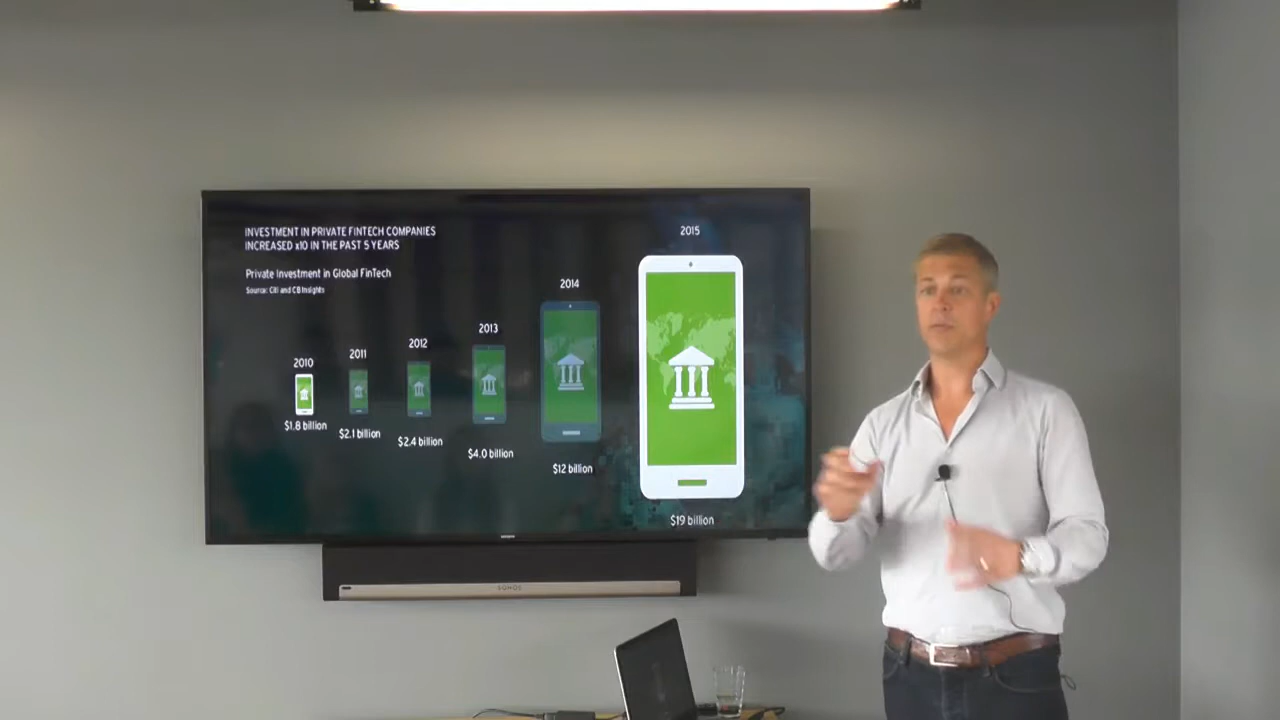 INVESTMENT IN PRIVATE FINTECH COMPANIES
INCREASED x10 IN THE PAST 5 YEARS
Private Investment in Global FinTech
Source: Citi and CB Insights
2010
$1.8 billion
2011
$2.1 billion
2012
$2.4 billion
2013
$4.0 billion
2014
$12 billion
2015
$19 billion
SONOS